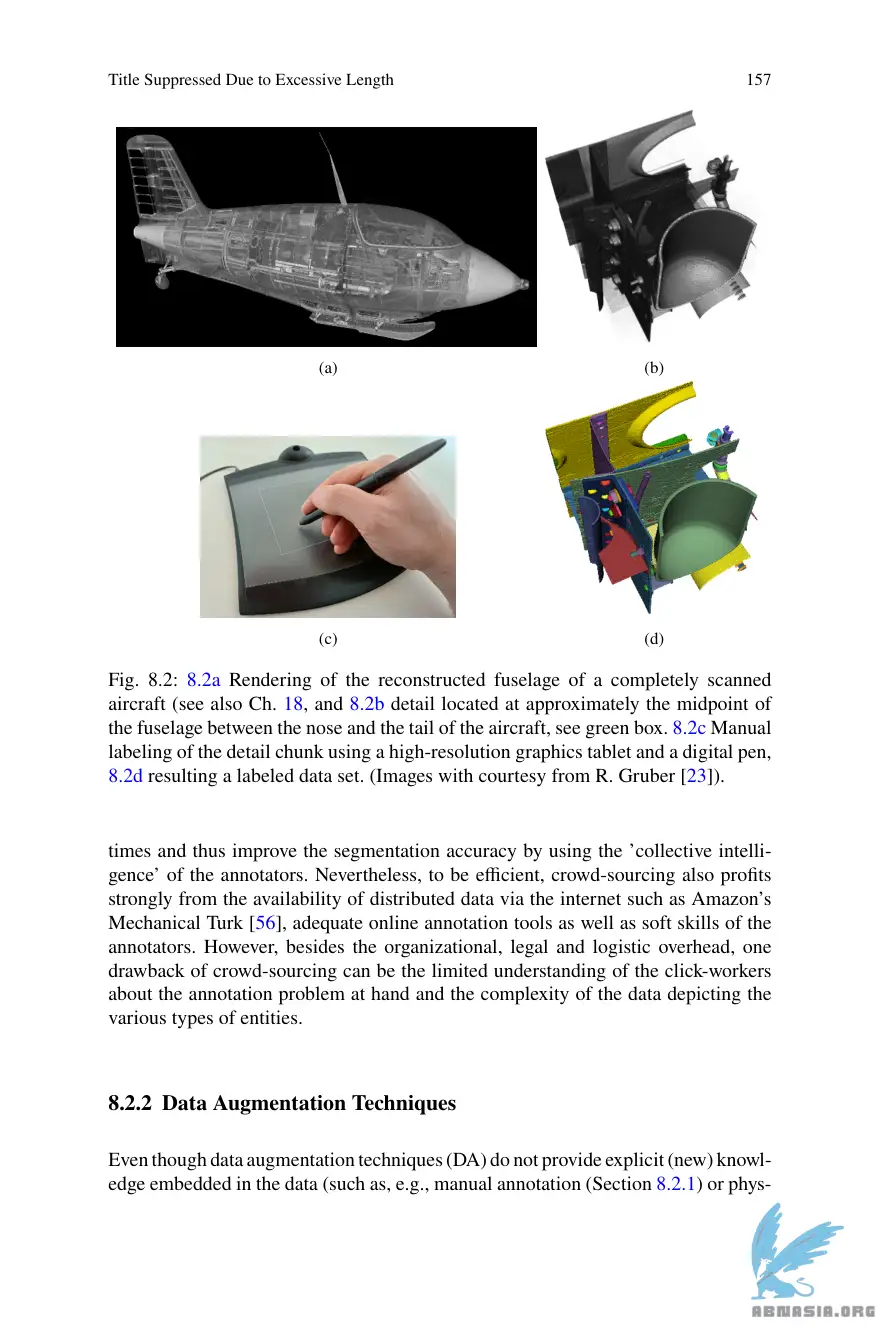 Title Suppressed Due to Excessive Length 157
(a)
(b)
(c)
(d)
Fig. 8.2: 8.2a Rendering of the reconstructed fuselage of a completely scanned
aircraft (see also Ch. 18, and 8.2b detail located at approximately the midpoint of
the fuselage between the nose and the tail of the aircraft, see green box. 8.2c Manual
labeling of the detail chunk using a high-resolution graphics tablet and a digital pen,
8.2d resulting a labeled data set. (Images with courtesy from R. Gruber [23]).
times and thus improve the segmentation accuracy by using the ’collective intelli-
gence’ of the annotators. Nevertheless, to be efficient, crowd-sourcing also profits
strongly from the availability of distributed data via the internet such as Amazon’s
Mechanical Turk [56], adequate online annotation tools as well as soft skills of the
annotators. However, besides the organizational, legal and logistic overhead, one
drawback of crowd-sourcing can be the limited understanding of the click-workers
about the annotation problem at hand and the complexity of the data depicting the
various types of entities.
8.2.2 Data Augmentation Techniques
Even though data augmentation techniques (DA) do not provide explicit (new) knowl-
edge embedded in the data (such as, e.g., manual annotation (Section 8.2.1) or phys-
ABNASIA.ORG